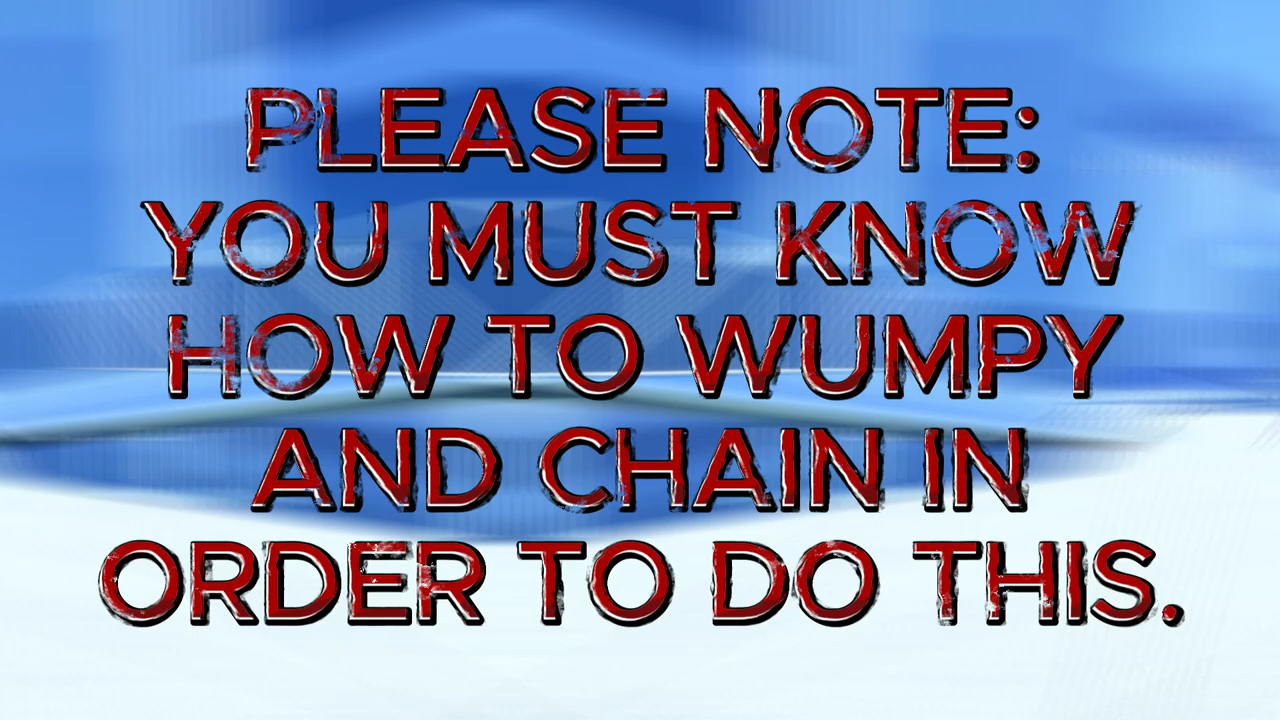 PLEASE NOTE:
YOU MUST KNOW
HOW TO WUMPY
AND CHAIN IN
ORDER TO DO THIS.